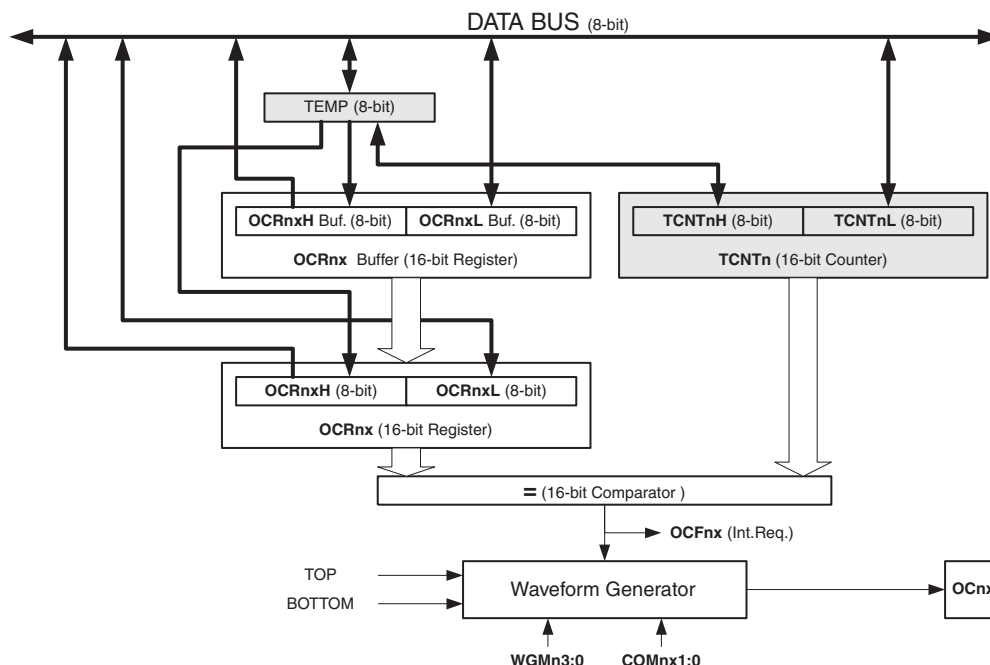 DATA BUS (8-bit)
TEMP (8-bit)
OCRnxH Buf. (8-bit) OCRnxL Buf. (8-bit)
OCRnx Buffer (16-bit Register)
TCNTnH (8-bit) TCNTnL (8-bit)
TCNTn (16-bit Counter)
OCRnxH (8-bit) OCRnxL (8-bit)
OCRnx (16-bit Register)
= (16-bit Comparator )
OCFnx (Int.Req.)
TOP
BOTTOM
Waveform Generator
OCnx
WGMn3:0 COMnx1:0